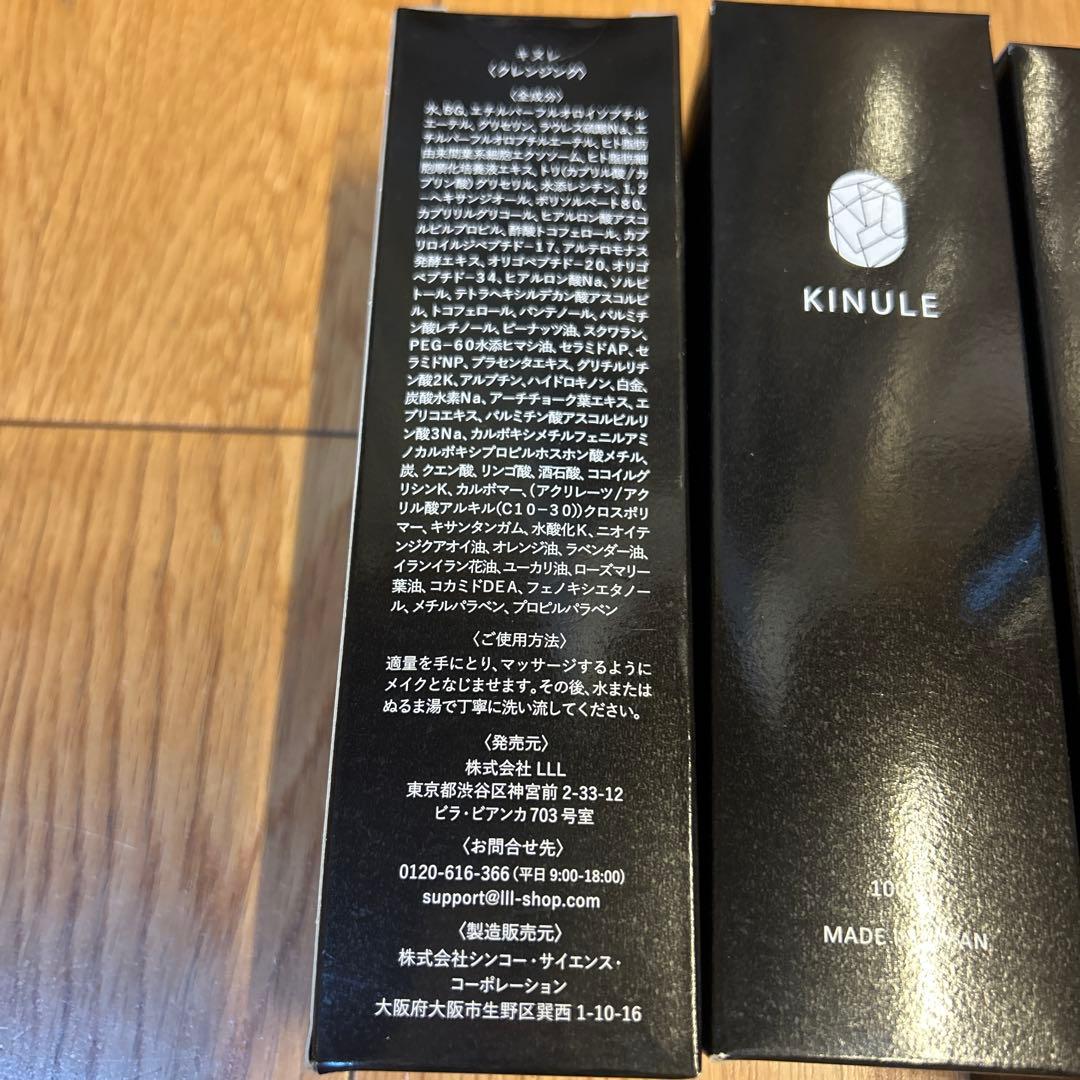 キヌレ
〈クレンジング〉
〈全成分〉
水、BG、エチルパーフルオロイソブチル
エーテル、グリセリン、ラウレス硫酸Na、エ
チルパーフルオロブチルエーテル、ヒト脂肪
由来間葉系細胞エクソソーム、ヒト脂肪細
胞順化培養液エキス、トリ(カプリル酸/カ
プリン酸)グリセリル、水添レシチン、1,2
-ヘキサンジオール、ポリソルベート80、
カプリリルグリコール、ヒアルロン酸アスコ
ルビルプロピル、酢酸トコフェロール、カプ
リロイルジペプチド-17、アルテロモナス
発酵エキス、オリゴペプチド-20、オリゴ
ペプチド-34、ヒアルロン酸Na、ソルビ
トール、テトラヘキシルデカン酸アスコルビ
ル、トコフェロール、パンテノール、パルミチ
ン酸レチノール、ピーナッツ油、スクワラン、
PEG-60水添ヒマシ油、セラミドAP、セ
ラミドNP、プラセンタエキス、グリチルリチ
ン酸2K、アルブチン、ハイドロキノン、白金、
炭酸水素Na、アーチチョーク葉エキス、エ
ブリコエキス、パルミチン酸アスコルビルリ
ン酸3Na、カルボキシメチルフェニルアミ
ノカルボキシプロピルホスホン酸メチル、
炭、クエン酸、リンゴ酸、酒石酸、ココイルグ
リシンK、カルボマー、(アクリレーツ/アク
リル酸アルキル(C10-30))クロスポリ
マー、キサンタンガム、水酸化K、ニオイテ
ンジクアオイ油、オレンジ油、ラベンダー油、
イランイラン花油、ユーカリ油、ローズマリー
葉油、コカミドDEA、フェノキシエタノー
ル、メチルパラベン、プロピルパラベン
〈ご使用方法〉
適量を手にとり、マッサージするように
メイクとなじませます。その後、水または
ぬるま湯で丁寧に洗い流してください。
〈発売元〉
株式会社 LLL
東京都渋谷区神宮前 2-33-12
ビラ・ビアンカ 703 号室
〈お問合せ先〉
0120-616-366 (平日 9:00-18:00)
support@lll-shop.com
〈製造販売元〉
株式会社シンコー・サイエンス・
コーポレーション
大阪府大阪市生野区巽西 1-10-16
KINULE
MADE